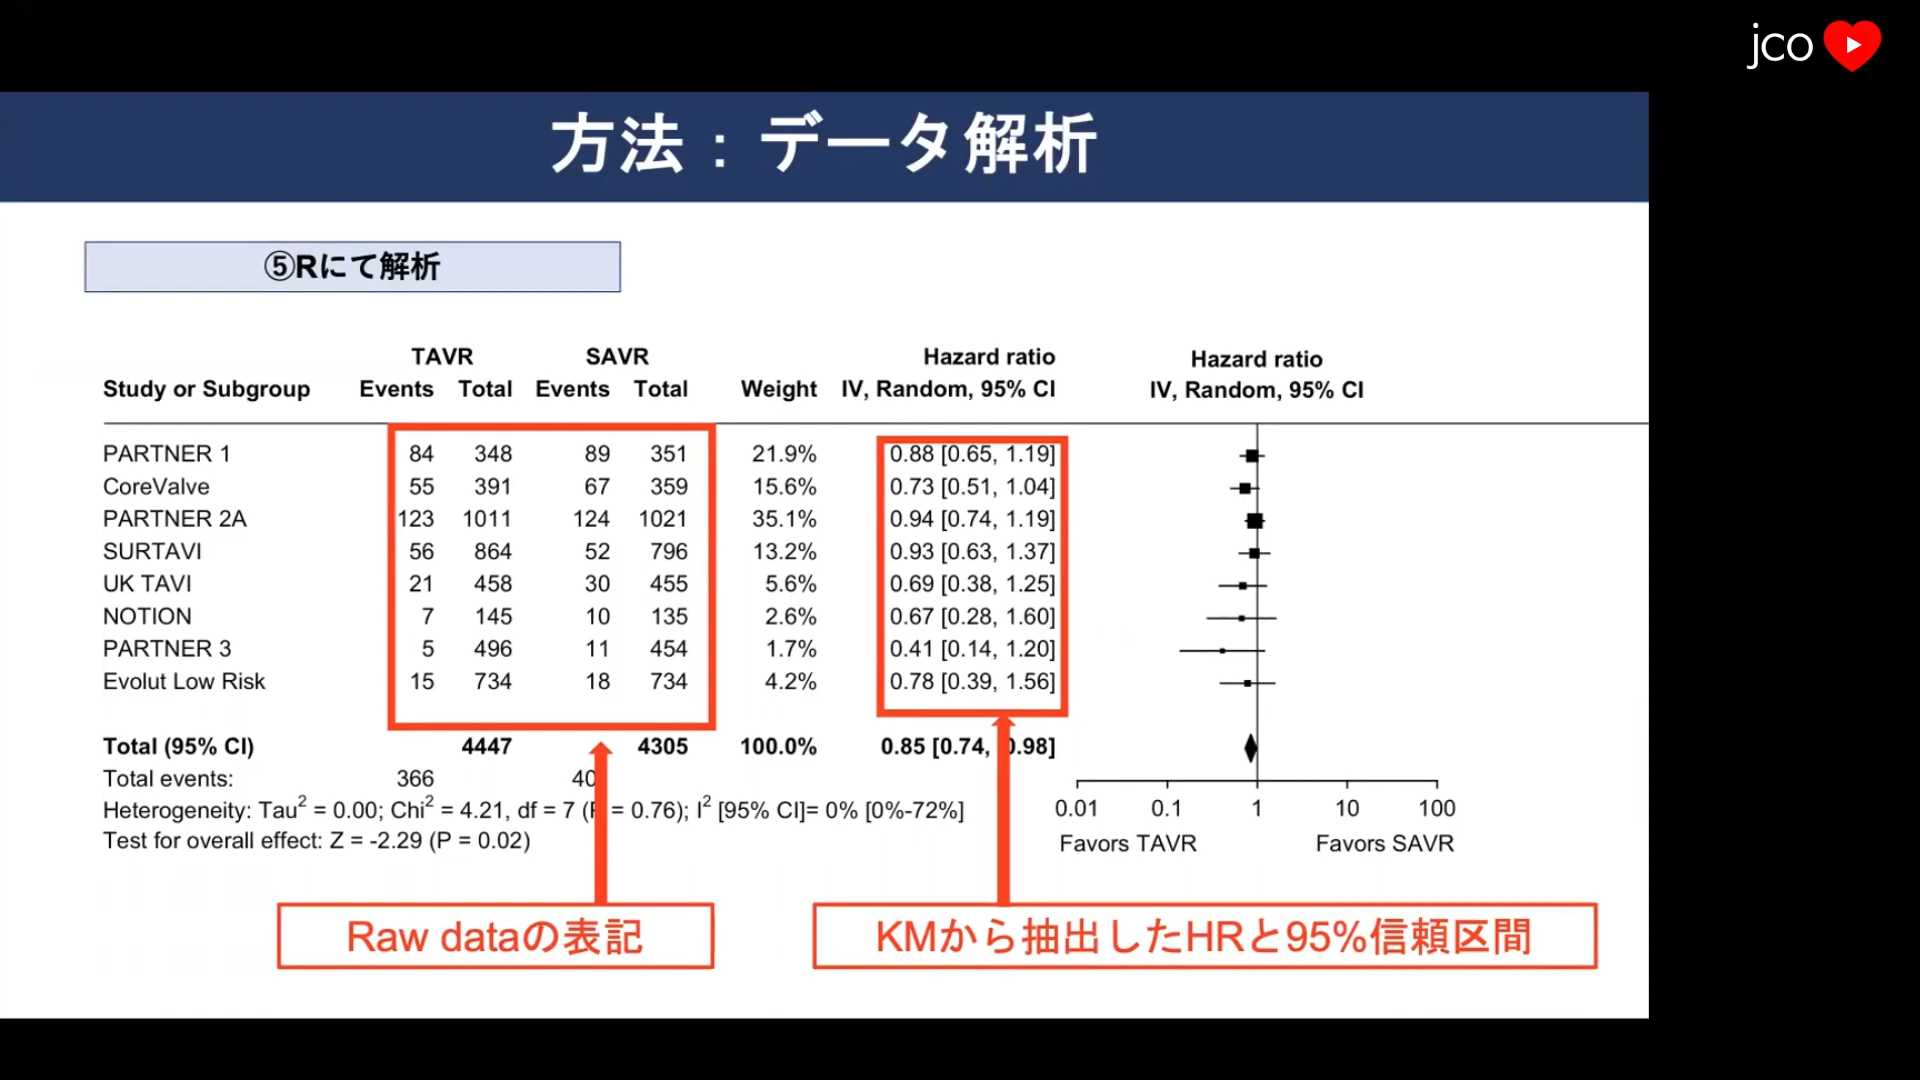 jco
方法：データ解析
⑤Rにて解析
TAVR SAVR Hazard ratio Hazard ratio
Study or Subgroup Events Total Events Total Weight IV, Random, 95% CI IV, Random, 95% CI
PARTNER 1 84 348 89 351 21.9% 0.88 [0.65, 1.19]
CoreValve 55 391 67 359 15.6% 0.73 [0.51, 1.04]
PARTNER 2A 123 1011 124 1021 35.1% 0.94 [0.74, 1.19]
SURTAVI 56 864 52 796 13.2% 0.93 [0.63, 1.37]
UK TAVI 21 458 30 455 5.6% 0.69 [0.38, 1.25]
NOTION 7 145 10 135 2.6% 0.67 [0.28, 1.60]
PARTNER 3 5 496 11 454 1.7% 0.41 [0.14, 1.20]
Evolut Low Risk 15 734 18 734 4.2% 0.78 [0.39, 1.56]
Total (95% CI) 4447 4305 100.0% 0.85 [0.74, 0.98]
Total events: 366
Heterogeneity: Tau² = 0.00; Chi² = 4.21, df = 7 (P = 0.76); I² [95% CI]= 0% [0%-72%]
Test for overall effect: Z = -2.29 (P = 0.02)
0.01 0.1 1 10 100
Favors TAVR Favors SAVR
Raw dataの表記
KMから抽出したHRと95%信頼区間